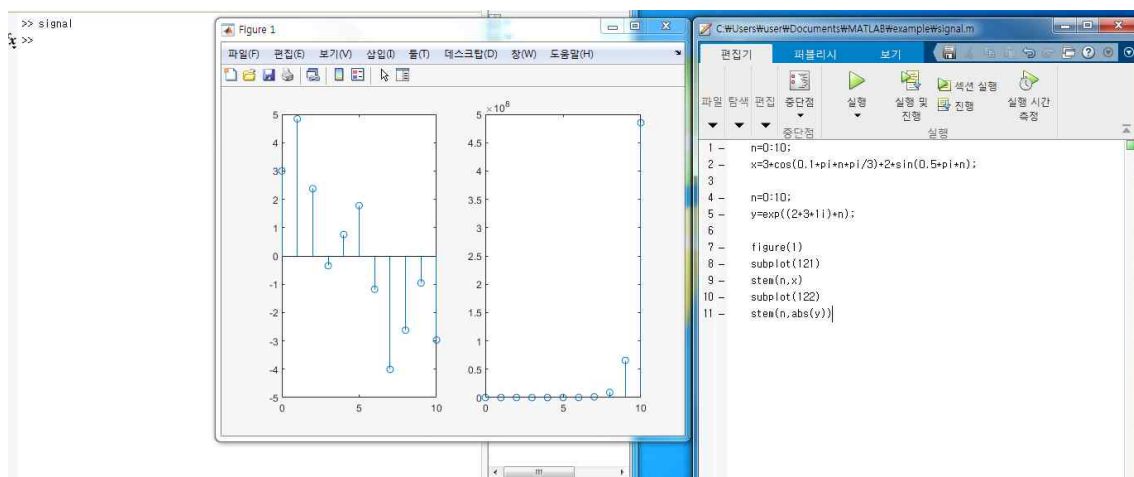 >> signal
fx >>
Figure 1
파일(F) 편집(E) 보기(V) 삽입(I) 툴(T) 데스크탑(D) 창(W) 도움말(H)
5
4
3
2
1
0
-1
-2
-3
-4
-5
0 5 10
×10^8
5
4.5
4
3.5
3
2.5
2
1.5
1
0.5
0
0 5 10
C:₩Users₩user₩Documents₩MATLAB₩example₩signal.m
편집기 퍼블리시 보기
파일 탐색 편집 중단점 실행 실행 및 진행 섹션 실행 진행 실행 시간 측정
중단점 실행
1 – n=0:10;
2 – x=3*cos(0.1*pi*n+pi/3)+2*sin(0.5*pi*n);
3
4 – n=0:10;
5 – y=exp((2+3*1i)*n);
6
7 – figure(1)
8 – subplot(121)
9 – stem(n,x)
10 – subplot(122)
11 – stem(n,abs(y))